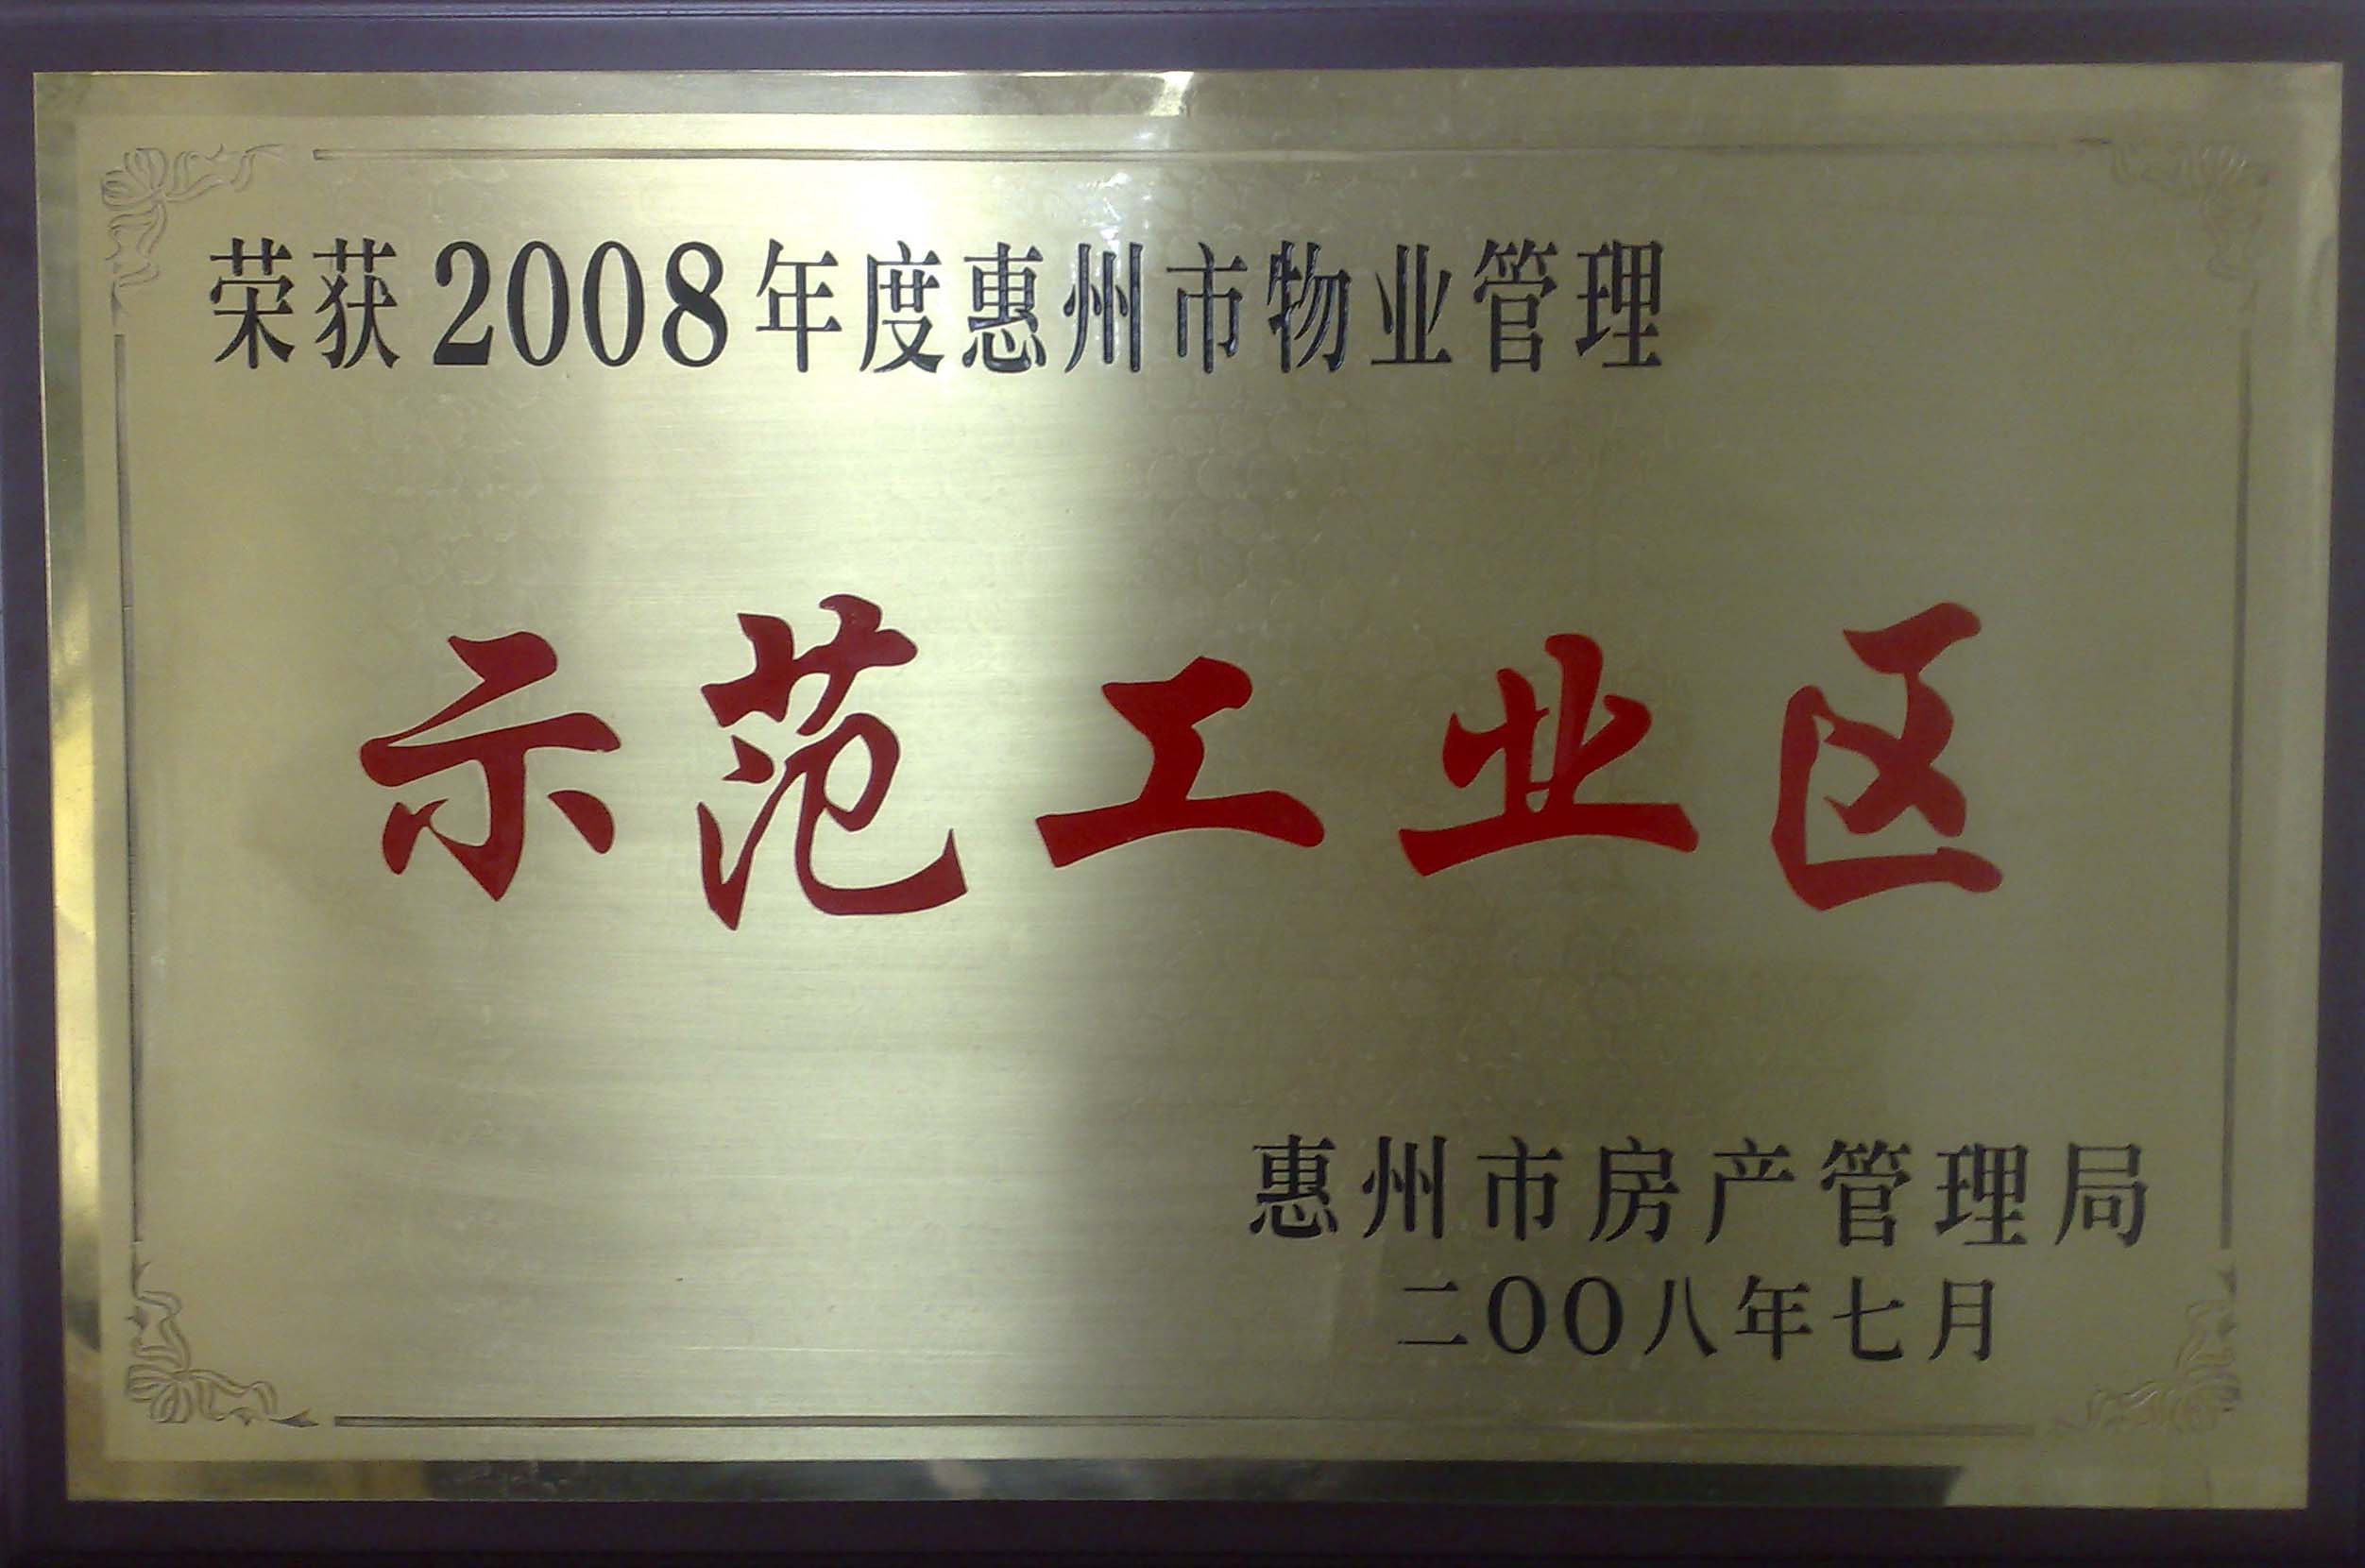 荣获2008年度惠州市物业管理
示范工业区
惠州市房产管理局
二OO八年七月